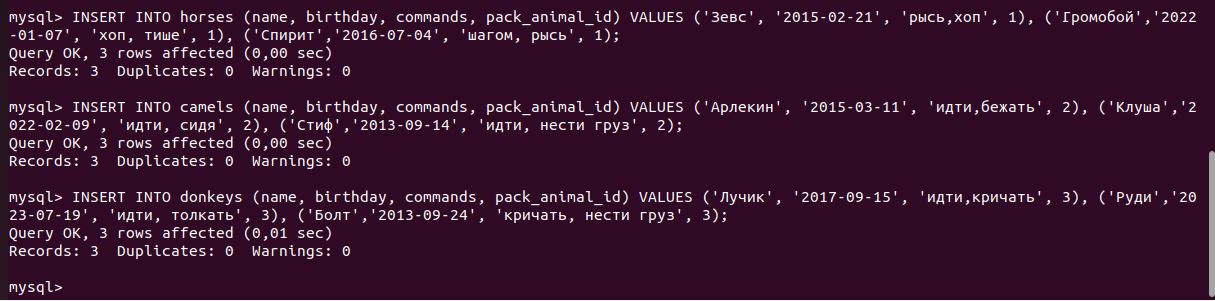 mysql> INSERT INTO horses (name, birthday, commands, pack_animal_id) VALUES ('Зевс', '2015-02-21', 'рысь,хоп', 1), ('Громобой','2022
-01-07', 'хоп, тише', 1), ('Спирит','2016-07-04', 'шагом, рысь', 1);
Query OK, 3 rows affected (0,00 sec)
Records: 3  Duplicates: 0  Warnings: 0
mysql> INSERT INTO camels (name, birthday, commands, pack_animal_id) VALUES ('Арлекин', '2015-03-11', 'идти,бежать', 2), ('Клуша','2
022-02-09', 'идти, сидя', 2), ('Стиф','2013-09-14', 'идти, нести груз', 2);
Query OK, 3 rows affected (0,00 sec)
Records: 3  Duplicates: 0  Warnings: 0
mysql> INSERT INTO donkeys (name, birthday, commands, pack_animal_id) VALUES ('Лучик', '2017-09-15', 'идти,кричать', 3), ('Руди','20
23-07-19', 'идти, толкать', 3), ('Болт','2013-09-24', 'кричать, нести груз', 3);
Query OK, 3 rows affected (0,01 sec)
Records: 3  Duplicates: 0  Warnings: 0
mysql>